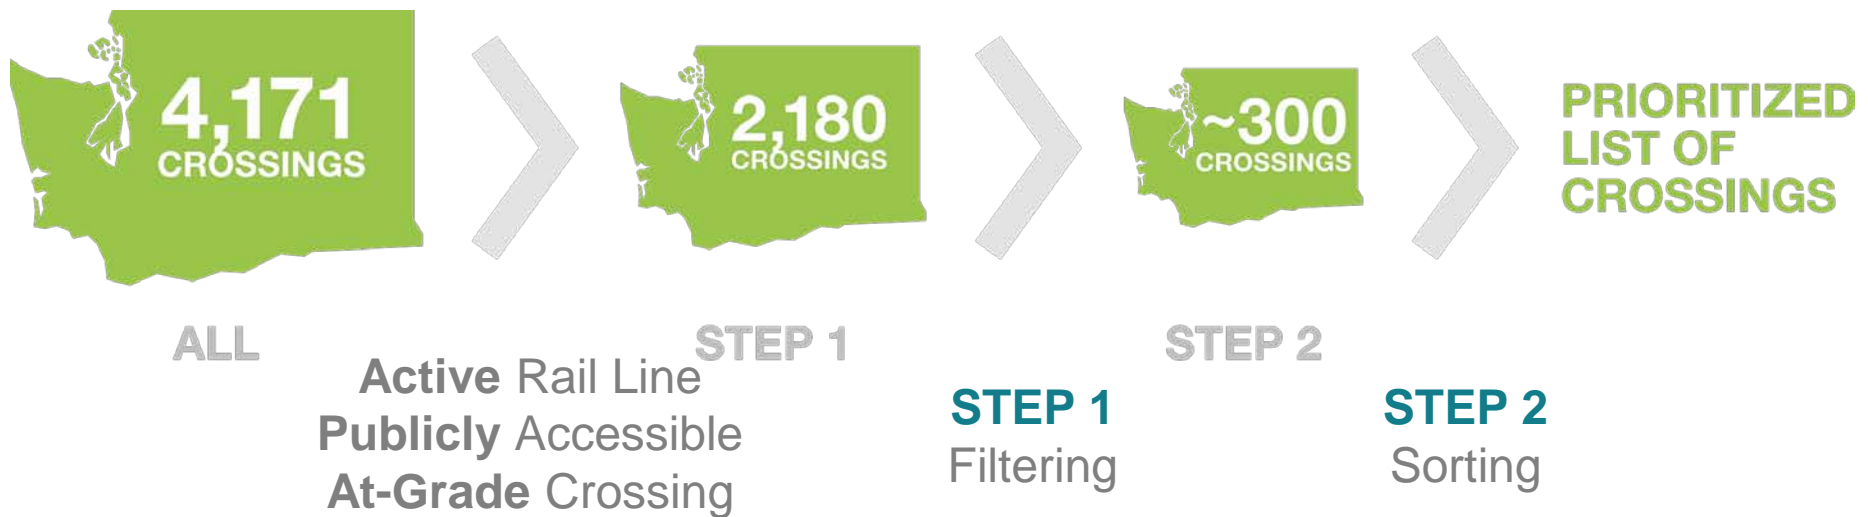 4,171
CROSSINGS
2,180
CROSSINGS
~300
CROSSINGS
PRIORITIZED
LIST OF
CROSSINGS
ALL
STEP 1
STEP 2
Active Rail Line
Publicly Accessible
At-Grade Crossing
STEP 1
Filtering
STEP 2
Sorting